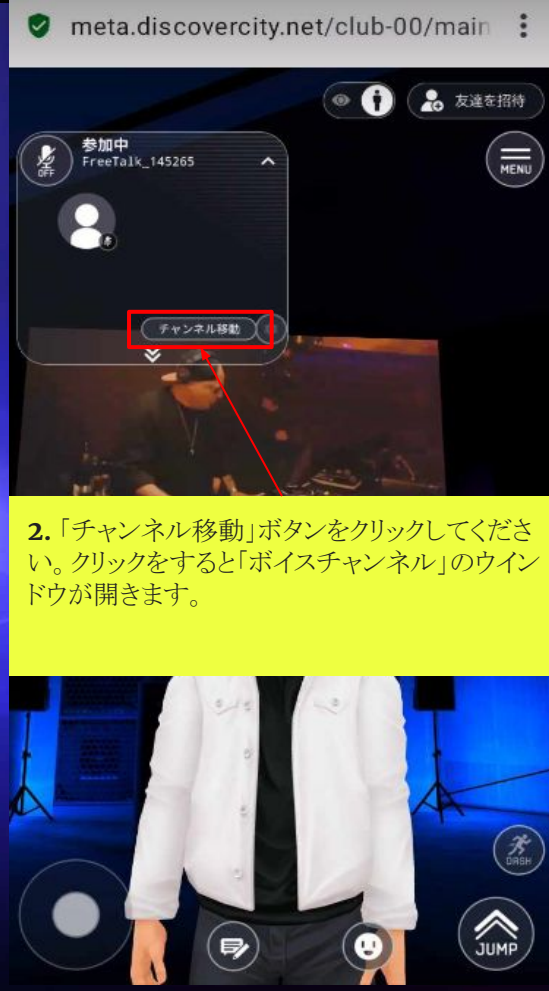 meta.discovercity.net/club-00/main
友達を招待
参加中
FreeTalk_145265
OFF
MENU
チャンネル移動
2.「チャンネル移動」ボタンをクリックしてくださ
い。クリックをすると「ボイスチャンネル」のウイン
ドウが開きます。
DASH
JUMP